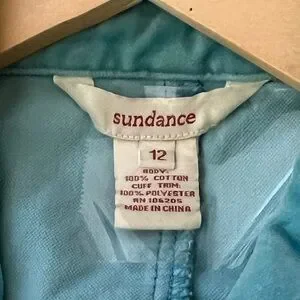 sundance
12
BODY:
100% COTTON
CUFF TRIM:
100% POLYESTER
RN 106205
MADE IN CHINA